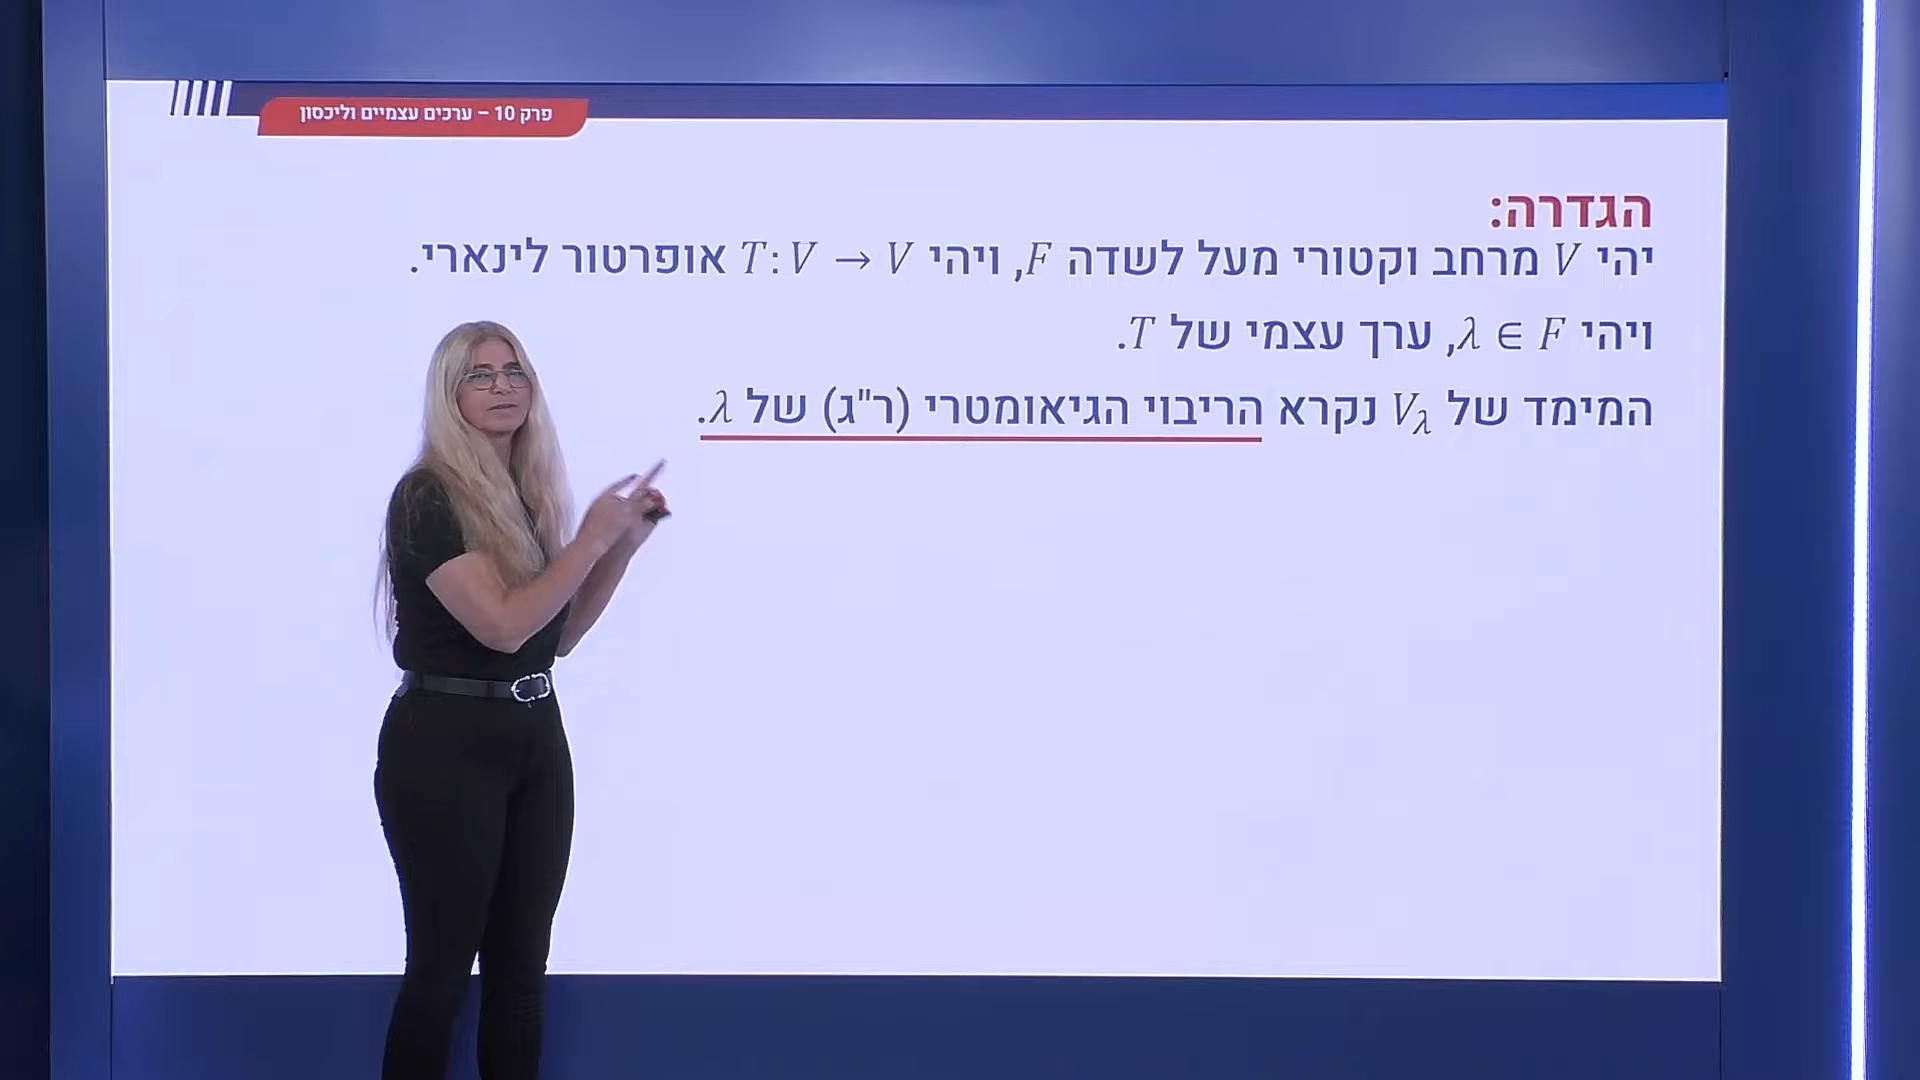 פרק 10 – ערכים עצמיים וליכסון
הגדרה:
יהי V מרחב וקטורי מעל לשדה F, ויהי T: V → V אופרטור לינארי.
ויהי λ ∈ F, ערך עצמי של T.
המימד של V_λ נקרא הריבוי הגיאומטרי (ר"ג) של λ.